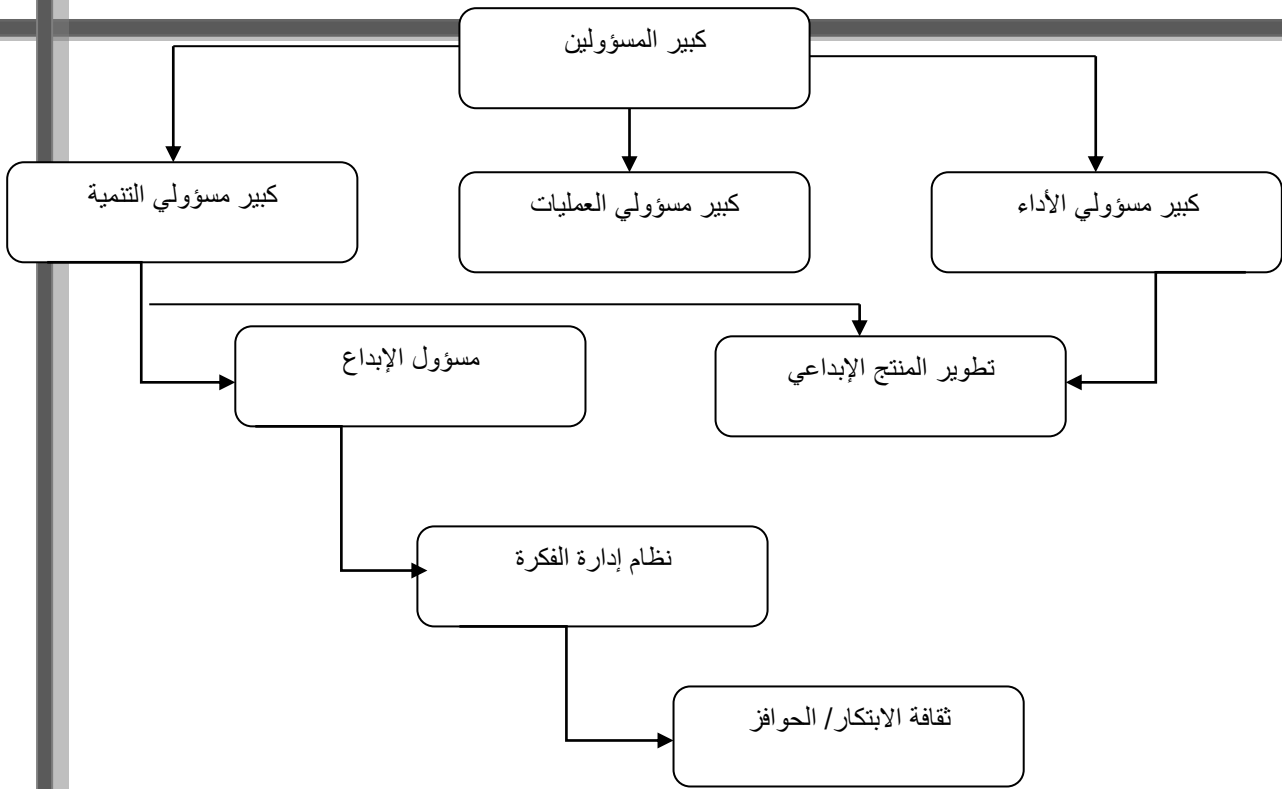 كبير المسؤولين
كبير مسؤولي الأداء
كبير مسؤولي العمليات
كبير مسؤولي التنمية
تطوير المنتج الإبداعي
مسؤول الإبداع
نظام إدارة الفكرة
ثقافة الابتكار/ الحوافز